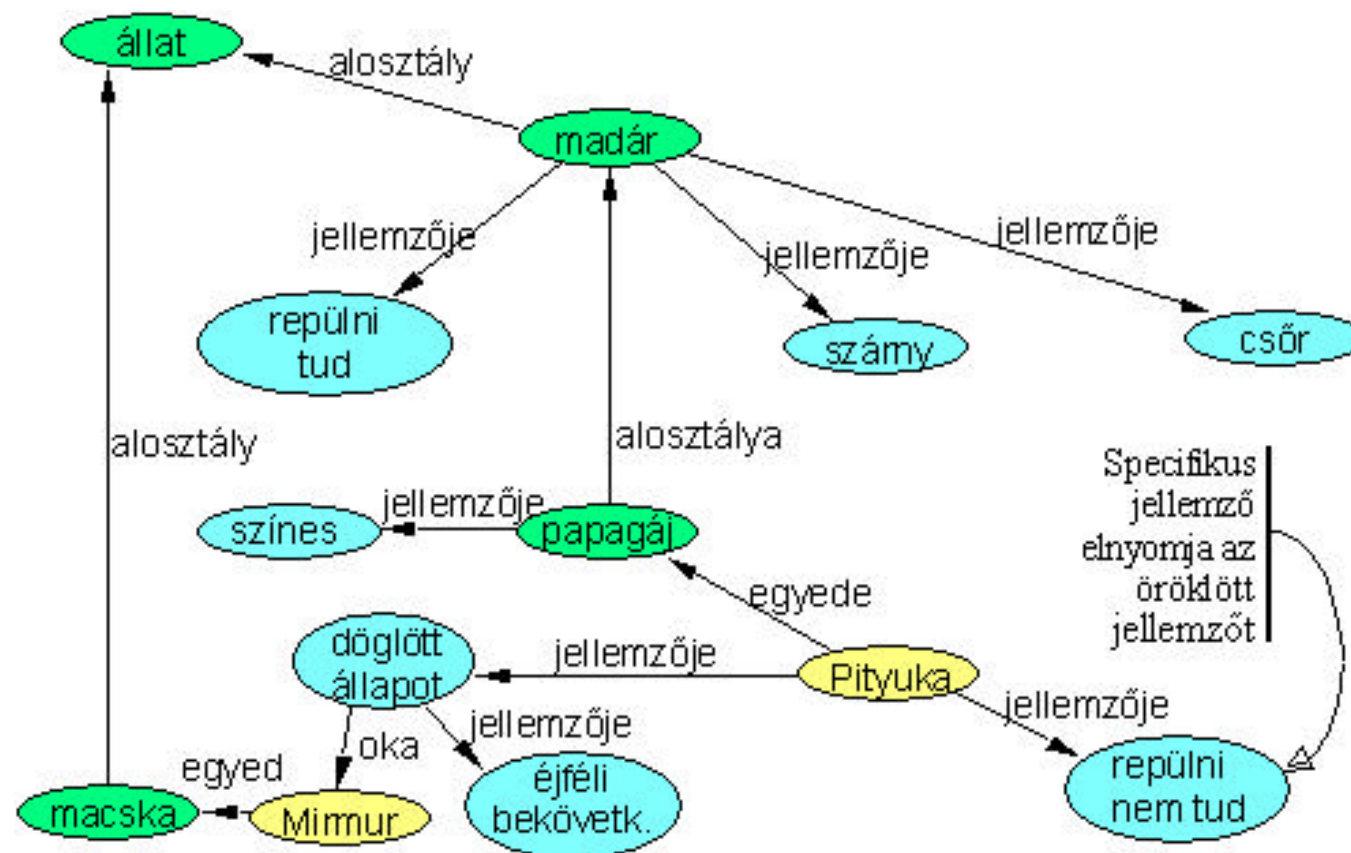 állat
alosztály
madár
jellemzője
jellemzője
jellemzője
repülni
tud
szárny
csőr
alosztály
alosztálya
Specifikus
jellemző
elnyomja az
öröklött
jellemzőt
színes
jellemzője
papagáj
egyede
döglött
állapot
jellemzője
Pityuka
jellemzője
oka
jellemzője
repülni
nem tud
egyed
macska
Mirmur
éjféli
bekövetk.